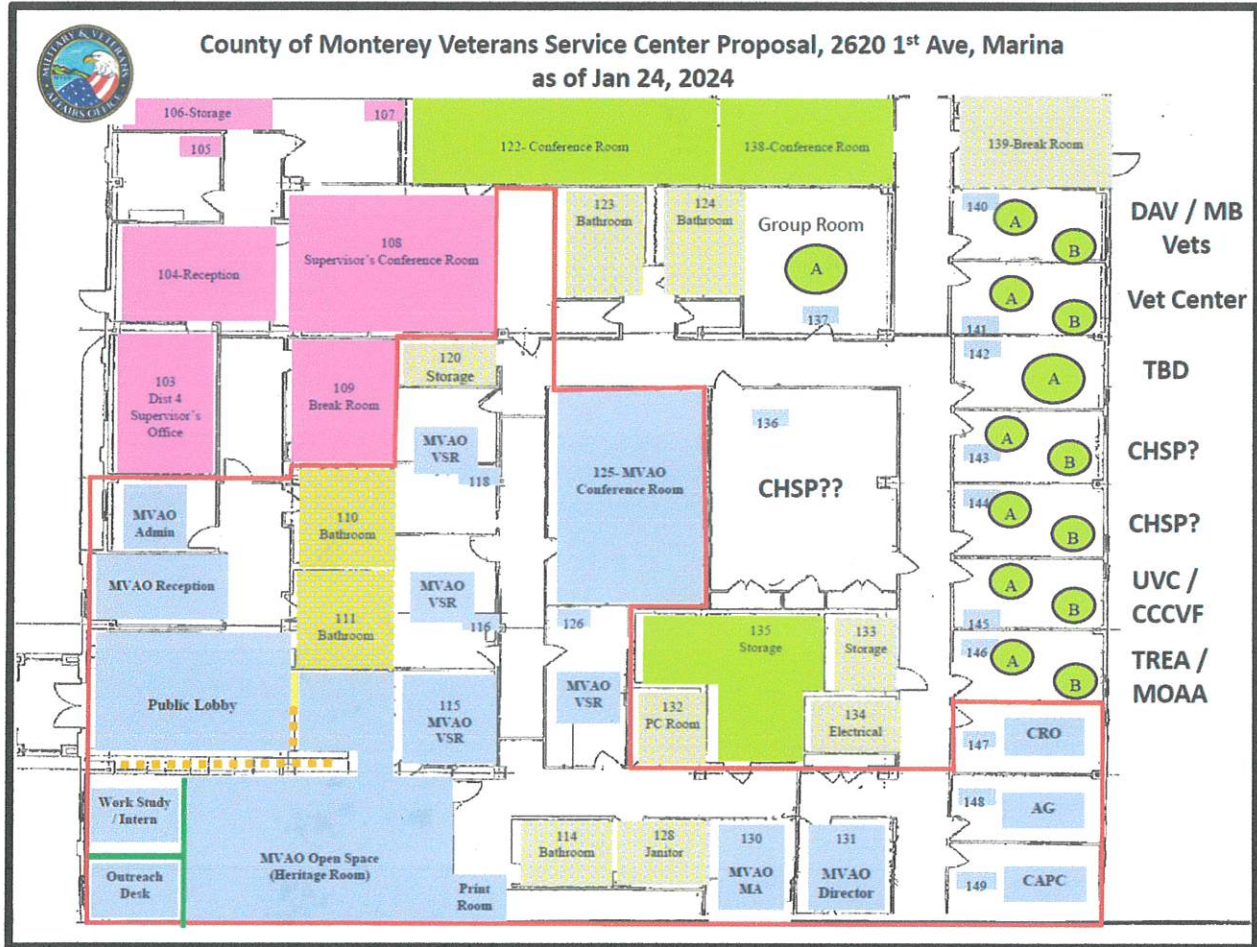 MILITARY & VETERANS
AFFAIRS OFFICE
County of Monterey Veterans Service Center Proposal, 2620 1st Ave, Marina
as of Jan 24, 2024
106-Storage
107
105
122- Conference Room
138-Conference Room
139-Break Room
104-Reception
108
Supervisor's Conference Room
123
Bathroom
124
Bathroom
Group Room
A
137
140
A
B
DAV / MB
Vets
141
A
B
Vet Center
142
A
TBD
103
Dist 4
Supervisor's
Office
109
Break Room
120
Storage
MVAO
VSR
118
125- MVAO
Conference Room
136
CHSP??
143
A
B
CHSP?
144
A
B
CHSP?
MVAO
Admin
110
Bathroom
MVAO Reception
111
Bathroom
MVAO
VSR
116
126
MVAO
VSR
135
Storage
133
Storage
145
A
B
UVC /
CCCVF
146
A
B
TREA /
MOAA
Public Lobby
115
MVAO
VSR
132
PC Room
134
Electrical
147
CRO
Work Study
/ Intern
Outreach
Desk
MVAO Open Space
(Heritage Room)
Print
Room
114
Bathroom
128
Janitor
130
MVAO
MA
131
MVAO
Director
148
AG
149
CAPC